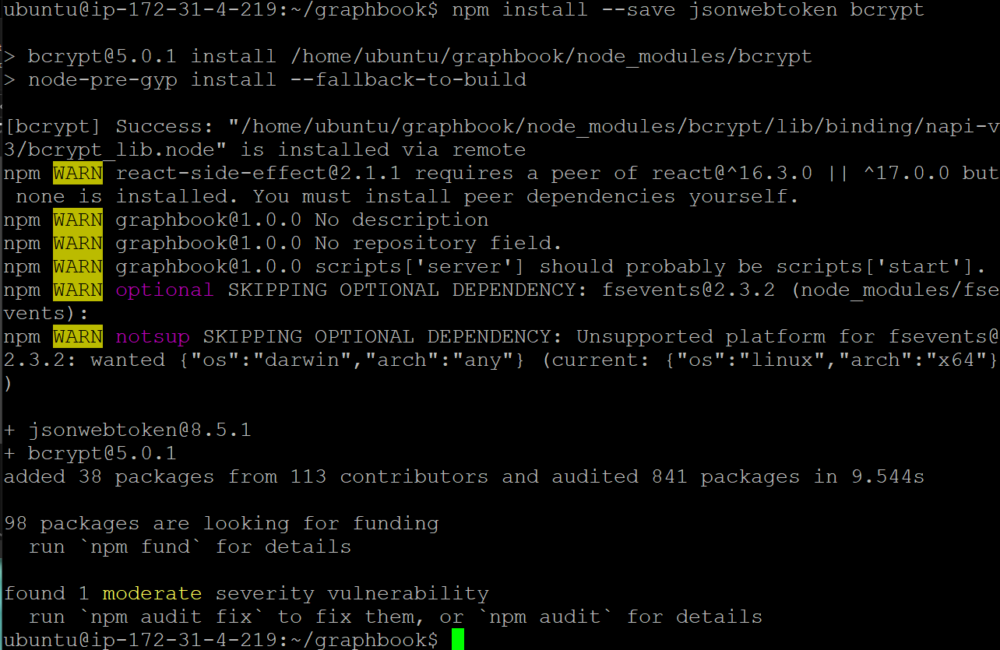 ubuntu@ip-172-31-4-219:~/graphbook$ npm install --save jsonwebtoken bcrypt
> bcrypt@5.0.1 install /home/ubuntu/graphbook/node_modules/bcrypt
> node-pre-gyp install --fallback-to-build
[bcrypt] Success: "/home/ubuntu/graphbook/node_modules/bcrypt/lib/binding/napi-v
3/bcrypt_lib.node" is installed via remote
npm WARN react-side-effect@2.1.1 requires a peer of react@^16.3.0 || ^17.0.0 but
none is installed. You must install peer dependencies yourself.
npm WARN graphbook@1.0.0 No description
npm WARN graphbook@1.0.0 No repository field.
npm WARN graphbook@1.0.0 scripts['server'] should probably be scripts['start'].
npm WARN optional SKIPPING OPTIONAL DEPENDENCY: fsevents@2.3.2 (node_modules/fse
vents):
npm WARN notsup SKIPPING OPTIONAL DEPENDENCY: Unsupported platform for fsevents@
2.3.2: wanted {"os":"darwin","arch":"any"} (current: {"os":"linux","arch":"x64"}
)
+ jsonwebtoken@8.5.1
+ bcrypt@5.0.1
added 38 packages from 113 contributors and audited 841 packages in 9.544s
98 packages are looking for funding
run `npm fund` for details
found 1 moderate severity vulnerability
run `npm audit fix` to fix them, or `npm audit` for details
ubuntu@ip-172-31-4-219:~/graphbook$